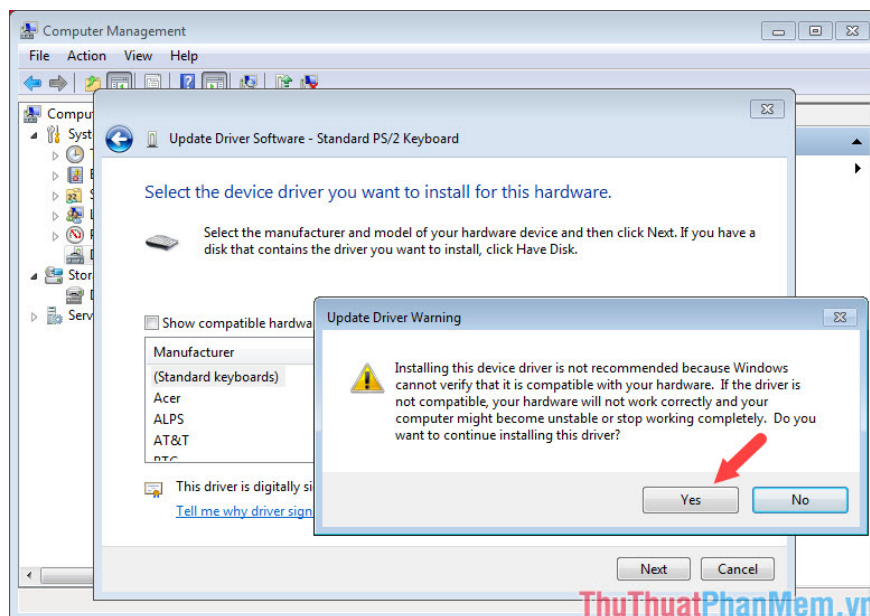 Computer Management
File Action View Help
Compu
Syst
Stor
Serv
Update Driver Software - Standard PS/2 Keyboard
Select the device driver you want to install for this hardware.
Select the manufacturer and model of your hardware device and then click Next. If you have a
disk that contains the driver you want to install, click Have Disk.
Show compatible hardwa
Manufacturer
(Standard keyboards)
Acer
ALPS
AT&T
This driver is digitally si
Tell me why driver sign
Update Driver Warning
Installing this device driver is not recommended because Windows
cannot verify that it is compatible with your hardware. If the driver is
not compatible, your hardware will not work correctly and your
computer might become unstable or stop working completely. Do you
want to continue installing this driver?
Yes No
Next Cancel
ThuThuatPhanMem.vn